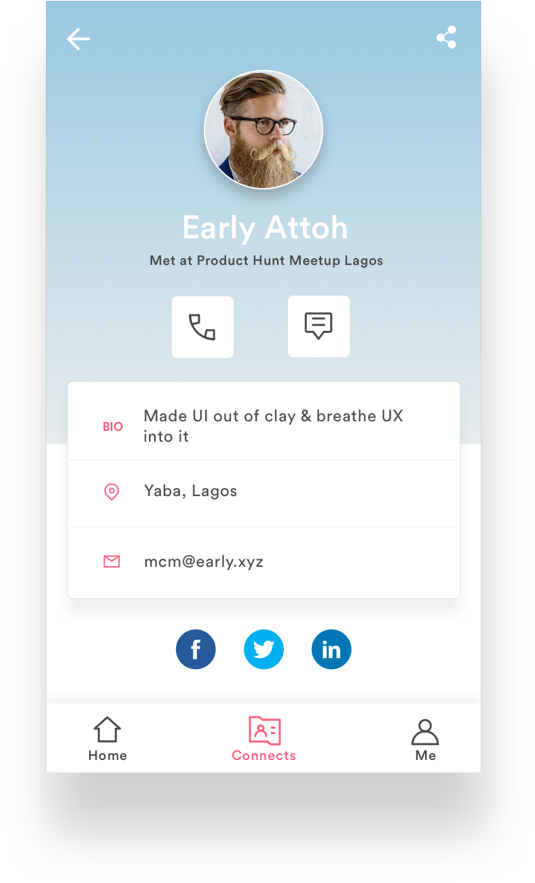 Early Attoh
Met at Product Hunt Meetup Lagos
BIO
Made UI out of clay & breathe UX
into it
Yaba, Lagos
mcm@early.xyz
f
in
Home
Connects
Me